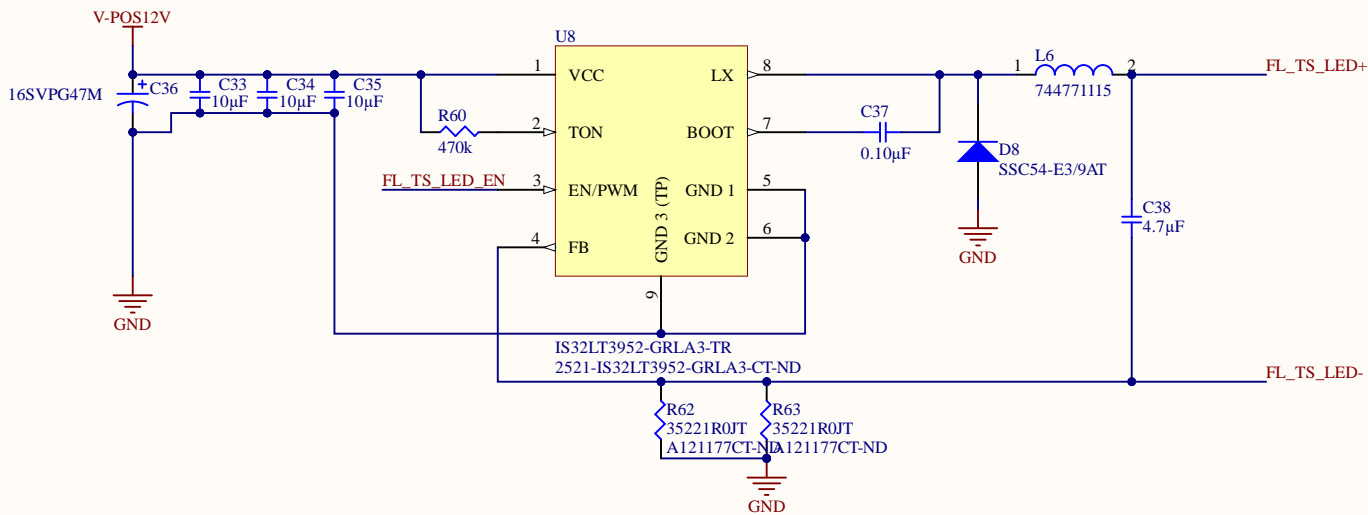 V-POS12V
U8
1
VCC
LX
8
1
L6
2
FL_TS_LED+
16SVPG47M
+
C36
C33
10µF
C34
10µF
C35
10µF
744771115
R60
470k
2
TON
BOOT
7
C37
0.10µF
D8
SSC54-E3/9AT
FL_TS_LED_EN
3
EN/PWM
GND 1
5
GND 3 (TP)
4
FB
GND 2
6
C38
4.7µF
GND
9
GND
IS32LT3952-GRLA3-TR
2521-IS32LT3952-GRLA3-CT-ND
FL_TS_LED-
R62
35221R0JT
A121177CT-ND
R63
35221R0JT
A121177CT-ND
GND